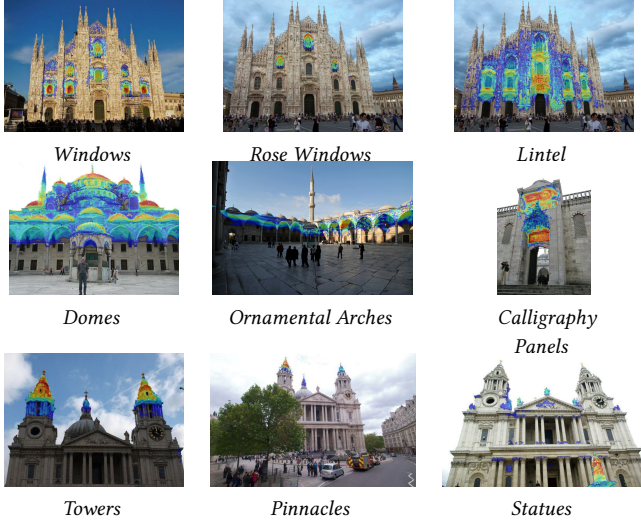 Windows
Rose Windows
Lintel
Domes
Ornamental Arches
Calligraphy
Panels
Towers
Pinnacles
Statues